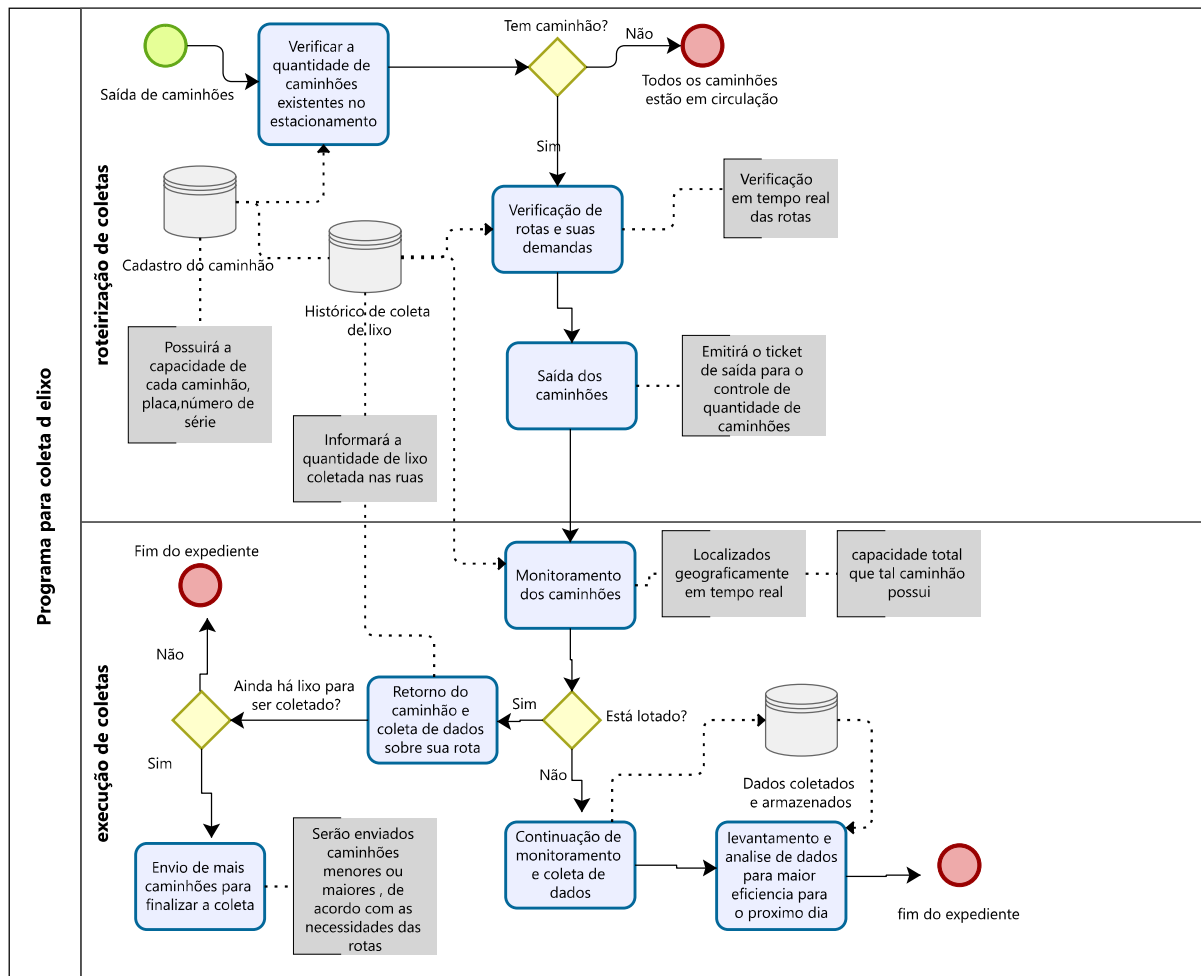 Programa para coleta d elixo
roteirização de coletas
Saída de caminhões
Verificar a
quantidade de
caminhões
existentes no
estacionamento
Tem caminhão?
Não
Todos os caminhões
estão em circulação
Sim
Cadastro do caminhão
Histórico de coleta
de lixo
Verificação de
rotas e suas
demandas
Verificação
em tempo real
das rotas
Possuirá a
capacidade de
cada caminhão,
placa,número de
série
Informará a
quantidade de lixo
coletada nas ruas
Saída dos
caminhões
Emitirá o ticket
de saída para o
controle de
quantidade de
caminhões
execução de coletas
Fim do expediente
Não
Ainda há lixo para
ser coletado?
Sim
Monitoramento
dos caminhões
Localizados
geograficamente
em tempo real
capacidade total
que tal caminhão
possui
Retorno do
caminhão e
coleta de dados
sobre sua rota
Sim
Está lotado?
Não
Dados coletados
e armazenados
Envio de mais
caminhões para
finalizar a coleta
Serão enviados
caminhões
menores ou
maiores , de
acordo com as
necessidades das
rotas
Continuação de
monitoramento
e coleta de
dados
levantamento e
analise de dados
para maior
eficiencia para
o proximo dia
fim do expediente